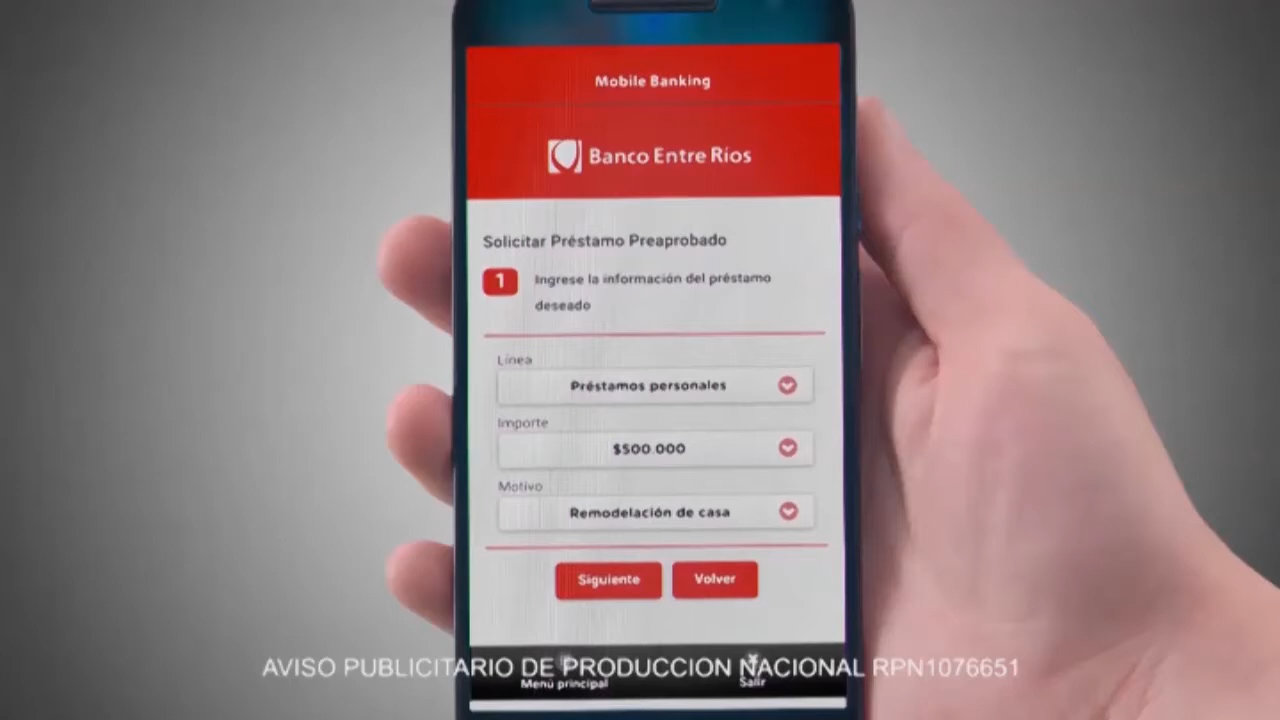 Mobile Banking
Banco Entre Ríos
Solicitar Préstamo Preaprobado
1
Ingrese la información del préstamo
deseado
Línea
Préstamos personales
Importe
$500.000
Motivo
Remodelación de casa
Siguiente
Volver
AVISO PUBLICITARIO DE PRODUCCION NACIONAL RPN1076651
Menú principal
Salir